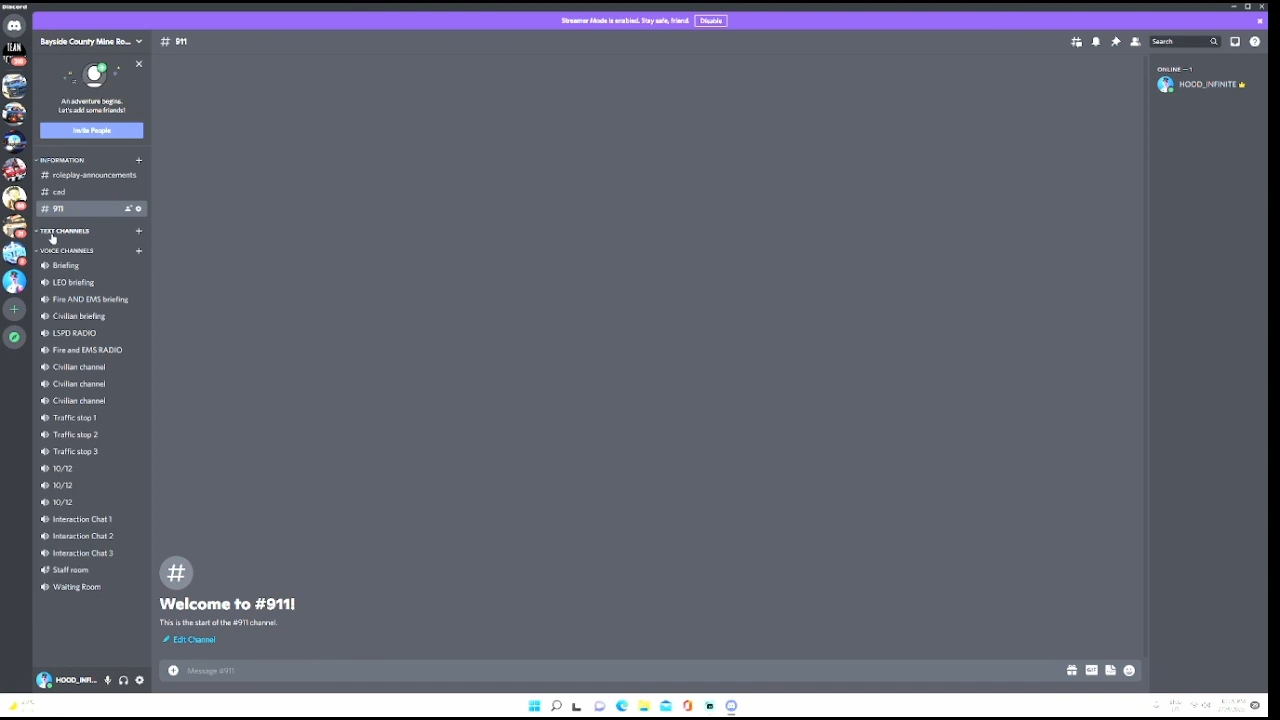 Discord
Streamer Mode is enabled. Stay safe, friend. Disable
TEAM
Bayside County Mine Ro...
# 911
Search
An adventure begins.
Let's add some friends!
Invite People
INFORMATION
roleplay-announcements
cad
911
TEXT CHANNELS
VOICE CHANNELS
Briefing
LEO briefing
Fire AND EMS briefing
Civilian briefing
LSPD RADIO
Fire and EMS RADIO
Civilian channel
Civilian channel
Civilian channel
Traffic stop 1
Traffic stop 2
Traffic stop 3
10/12
10/12
10/12
Interaction Chat 1
Interaction Chat 2
Interaction Chat 3
Staff room
Waiting Room
HOOD_INFI...
#
Welcome to #911!
This is the start of the #911 channel.
Edit Channel
Message #911
GIF
ONLINE — 1
HOOD_INFINITE